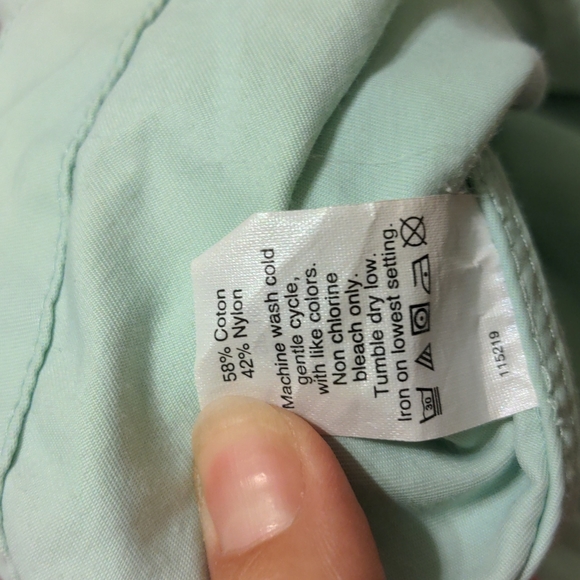 58% Coton
42% Nylon
Machine wash cold
gentle cycle,
with like colors.
Non chlorine
bleach only.
Tumble dry low.
Iron on lowest setting.
30
115219